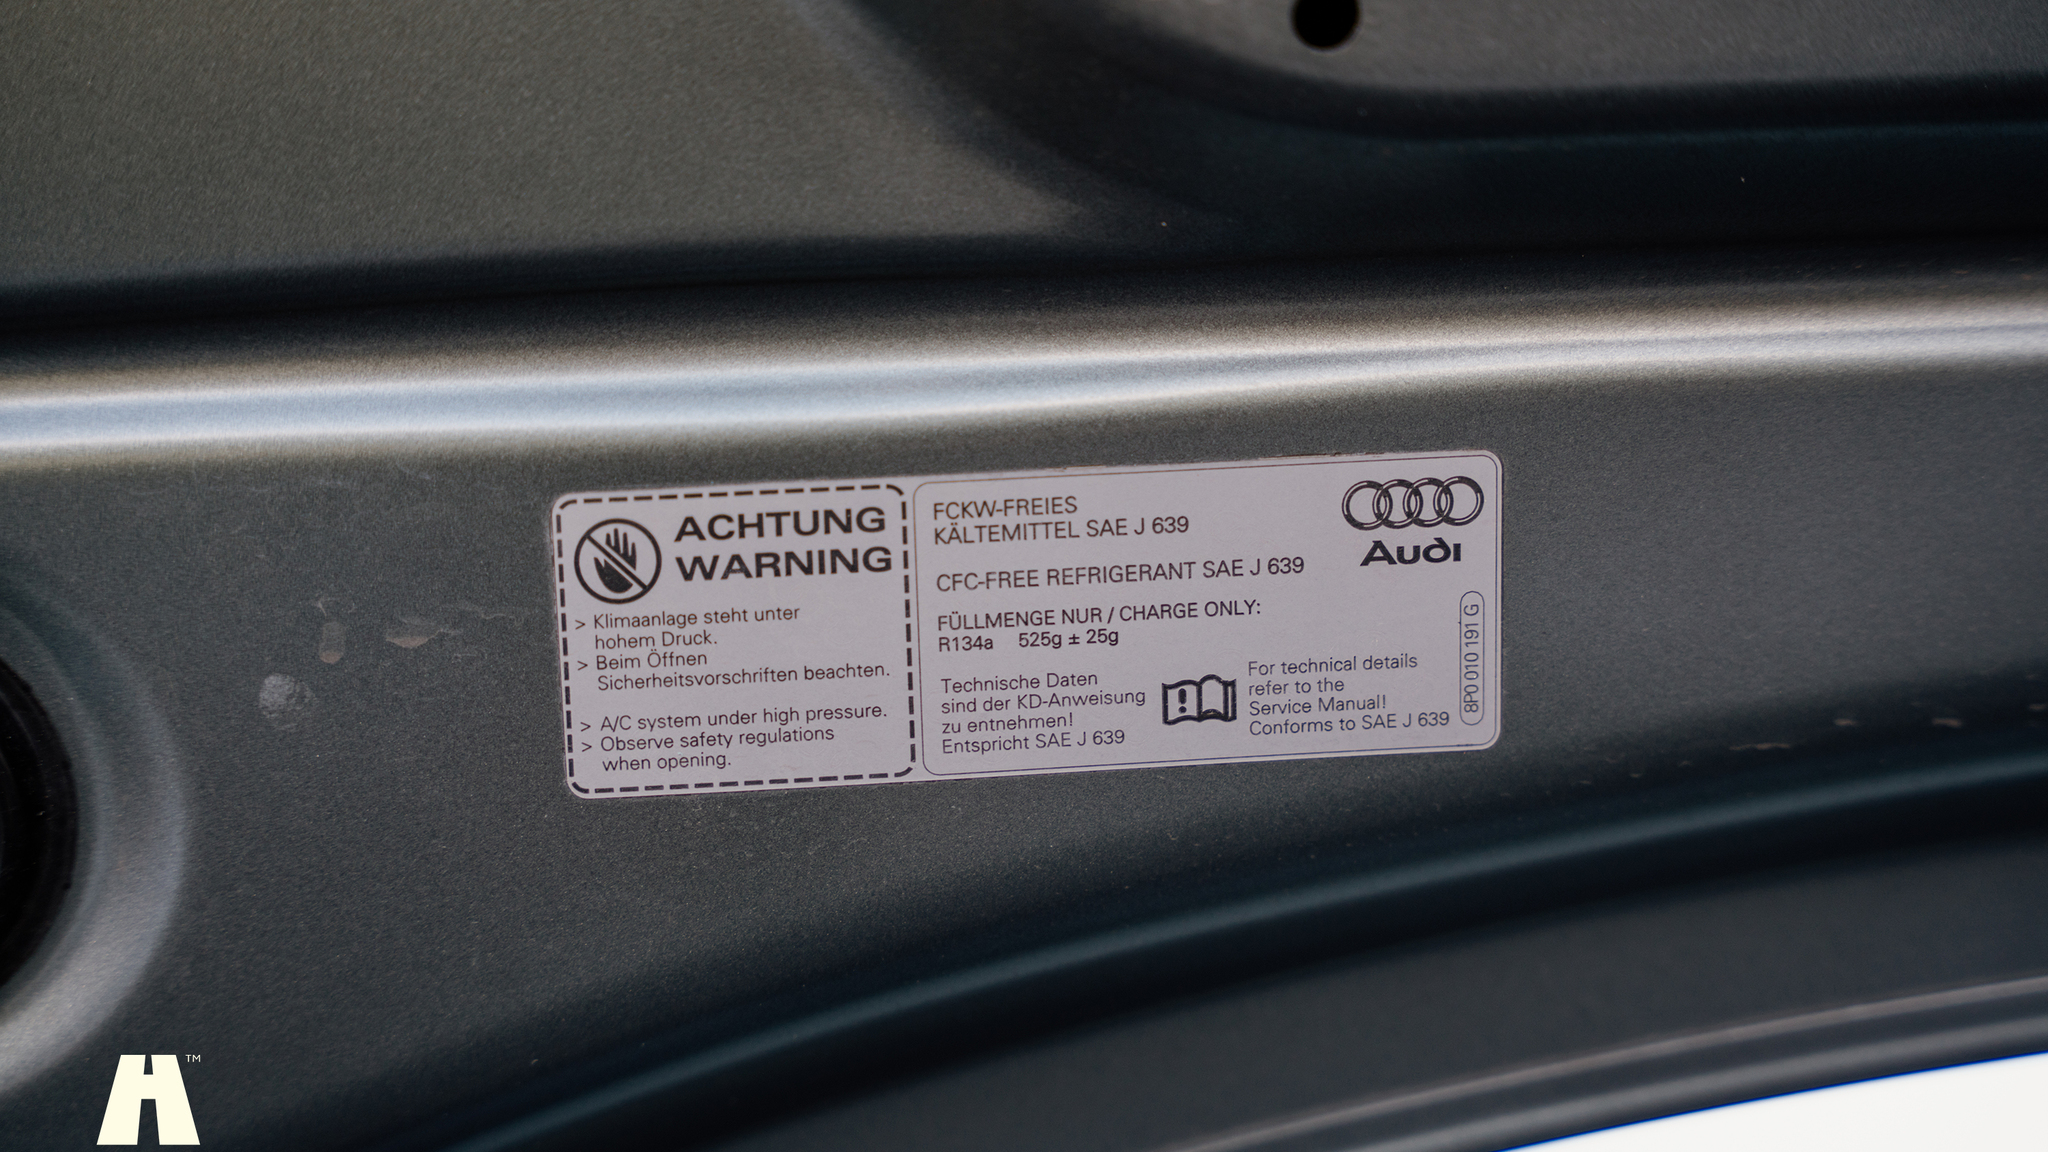 ACHTUNG
WARNING
> Klimaanlage steht unter
hohem Druck.
> Beim Öffnen
Sicherheitsvorschriften beachten.
> A/C system under high pressure.
> Observe safety regulations
when opening.
FCKW-FREIES
KÄLTEMITTEL SAE J 639
CFC-FREE REFRIGERANT SAE J 639
FÜLLMENGE NUR / CHARGE ONLY:
R134a 525g ± 25g
Technische Daten
sind der KD-Anweisung
zu entnehmen!
Entspricht SAE J 639
For technical details
refer to the
Service Manual!
Conforms to SAE J 639
Audi
8P0 010 191 G
H™